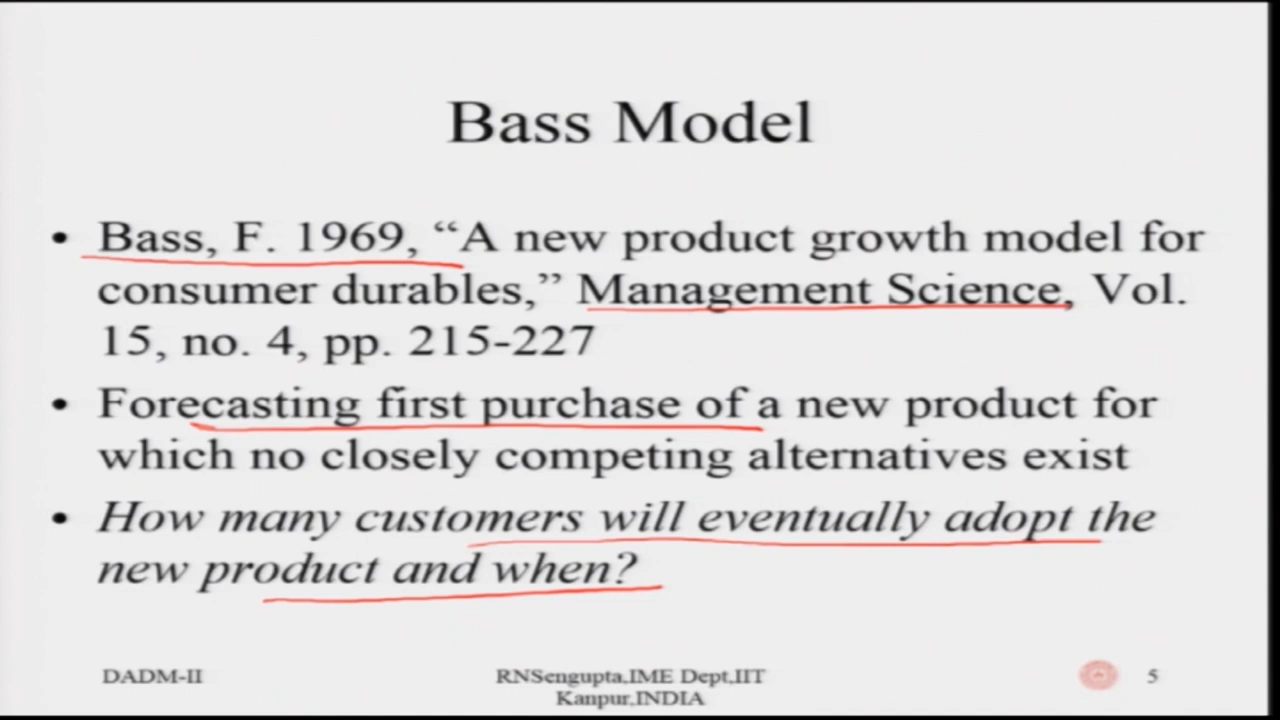 Bass Model
• Bass, F. 1969, “A new product growth model for
consumer durables,” Management Science, Vol.
15, no. 4, pp. 215-227
• Forecasting first purchase of a new product for
which no closely competing alternatives exist
• How many customers will eventually adopt the
new product and when?
DADM-II
RNSengupta,IME Dept,IIT
Kanpur,INDIA
5